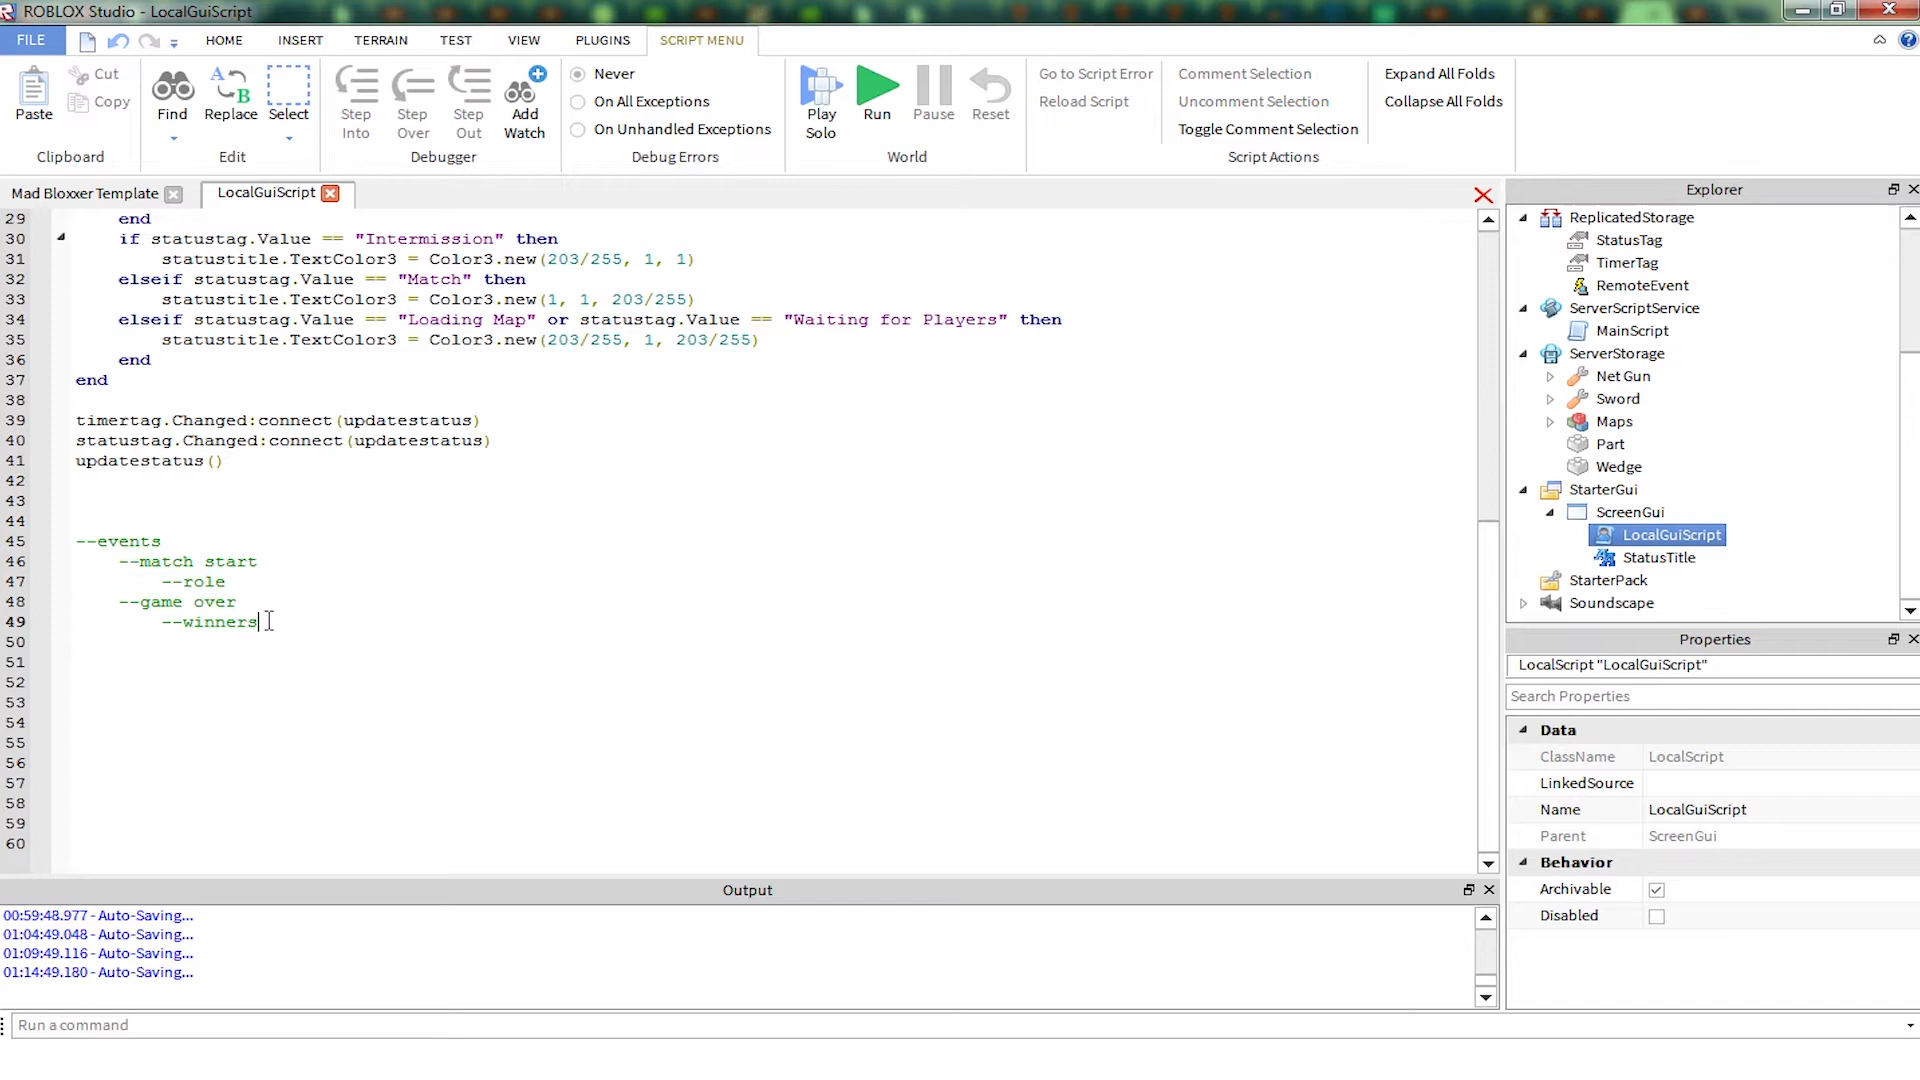 ROBLOX Studio - LocalGuiScript
FILE
HOME
INSERT
TERRAIN
TEST
VIEW
PLUGINS
SCRIPT MENU
Paste
Cut
Copy
Clipboard
Find
Replace
Select
Edit
Step Into
Step Over
Step Out
Add Watch
Debugger
Never
On All Exceptions
On Unhandled Exceptions
Debug Errors
Play Solo
Run
Pause
Reset
World
Go to Script Error
Reload Script
Comment Selection
Uncomment Selection
Toggle Comment Selection
Script Actions
Expand All Folds
Collapse All Folds
Mad Bloxxer Template
LocalGuiScript
29 end
30 if statustag.Value == "Intermission" then
31 statustitle.TextColor3 = Color3.new(203/255, 1, 1)
32 elseif statustag.Value == "Match" then
33 statustitle.TextColor3 = Color3.new(1, 1, 203/255)
34 elseif statustag.Value == "Loading Map" or statustag.Value == "Waiting for Players" then
35 statustitle.TextColor3 = Color3.new(203/255, 1, 203/255)
36 end
37 end
38
39 timertag.Changed:connect(updatestatus)
40 statustag.Changed:connect(updatestatus)
41 updatestatus()
42
43
44
45 --events
46 --match start
47 --role
48 --game over
49 --winners
50
51
52
53
54
55
56
57
58
59
60
Explorer
ReplicatedStorage
StatusTag
TimerTag
RemoteEvent
ServerScriptService
MainScript
ServerStorage
Net Gun
Sword
Maps
Part
Wedge
StarterGui
ScreenGui
LocalGuiScript
StatusTitle
StarterPack
Soundscape
Properties
LocalScript "LocalGuiScript"
Search Properties
Data
ClassName LocalScript
LinkedSource
Name LocalGuiScript
Parent ScreenGui
Behavior
Archivable
Disabled
Output
00:59:48.977 - Auto-Saving...
01:04:49.048 - Auto-Saving...
01:09:49.116 - Auto-Saving...
01:14:49.180 - Auto-Saving...
Run a command